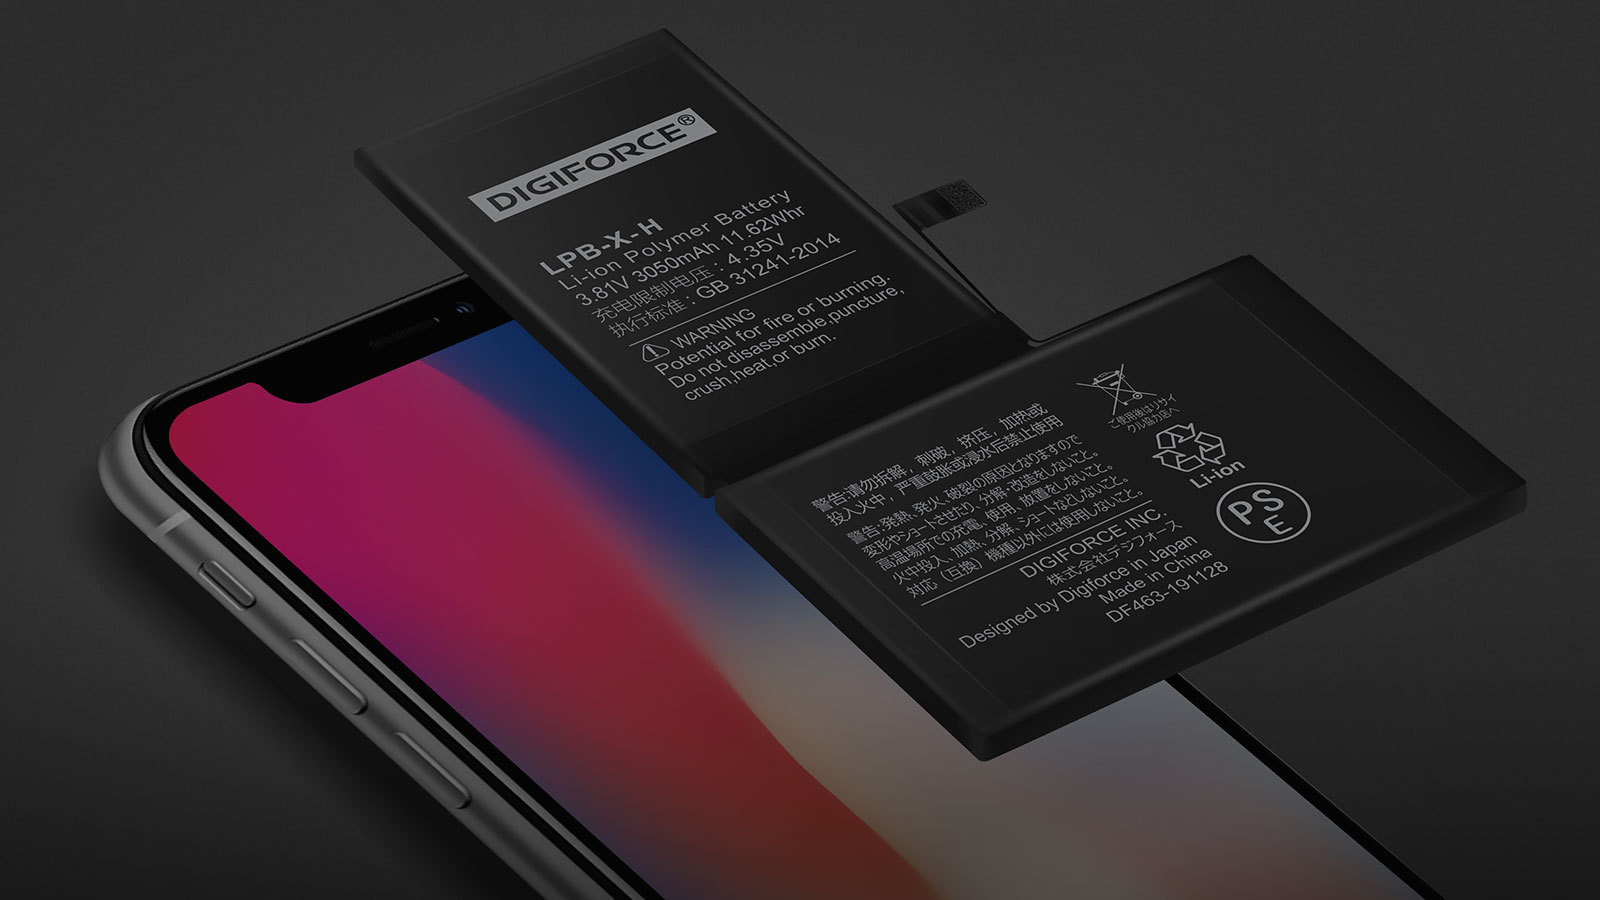 DIGIFORCE®
LPB-X-H
Li-ion Polymer Battery
3.81V 3050mAh 11.62Whr
充电限制电压 : 4.35V
执行标准 : GB 31241-2014
WARNING
Potential for fire or burning.
Do not disassemble,puncture,
crush,heat,or burn.
警告:请勿拆解，刺破，挤压，加热或
投入火中，严重鼓胀或浸水后禁止使用
警告:発熱、発火、破裂の原因となりますので
変形やショートさせたり、分解·改造をしないこと。
高温場所での充電、使用、放置をしないこと。
火中投入、加熱、分解、ショートなどしないこと。
対応（互換）機種以外には使用しないこと。
DIGIFORCE INC.
株式会社デジフォース
Designed by Digiforce in Japan
Made in China
DF463-191128
ご使用後はリサイ
クル協力店へ
Li-ion
PS
E